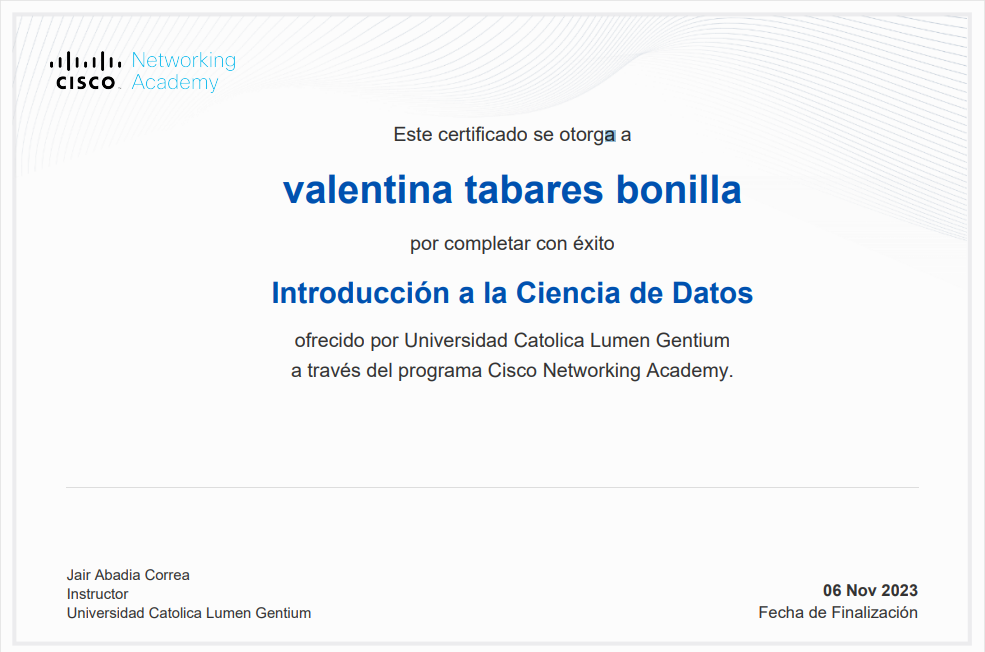 Networking
CISCO Academy
Este certificado se otorga a
valentina tabares bonilla
por completar con éxito
Introducción a la Ciencia de Datos
ofrecido por Universidad Catolica Lumen Gentium
a través del programa Cisco Networking Academy.
Jair Abadia Correa
Instructor
Universidad Catolica Lumen Gentium
06 Nov 2023
Fecha de Finalización